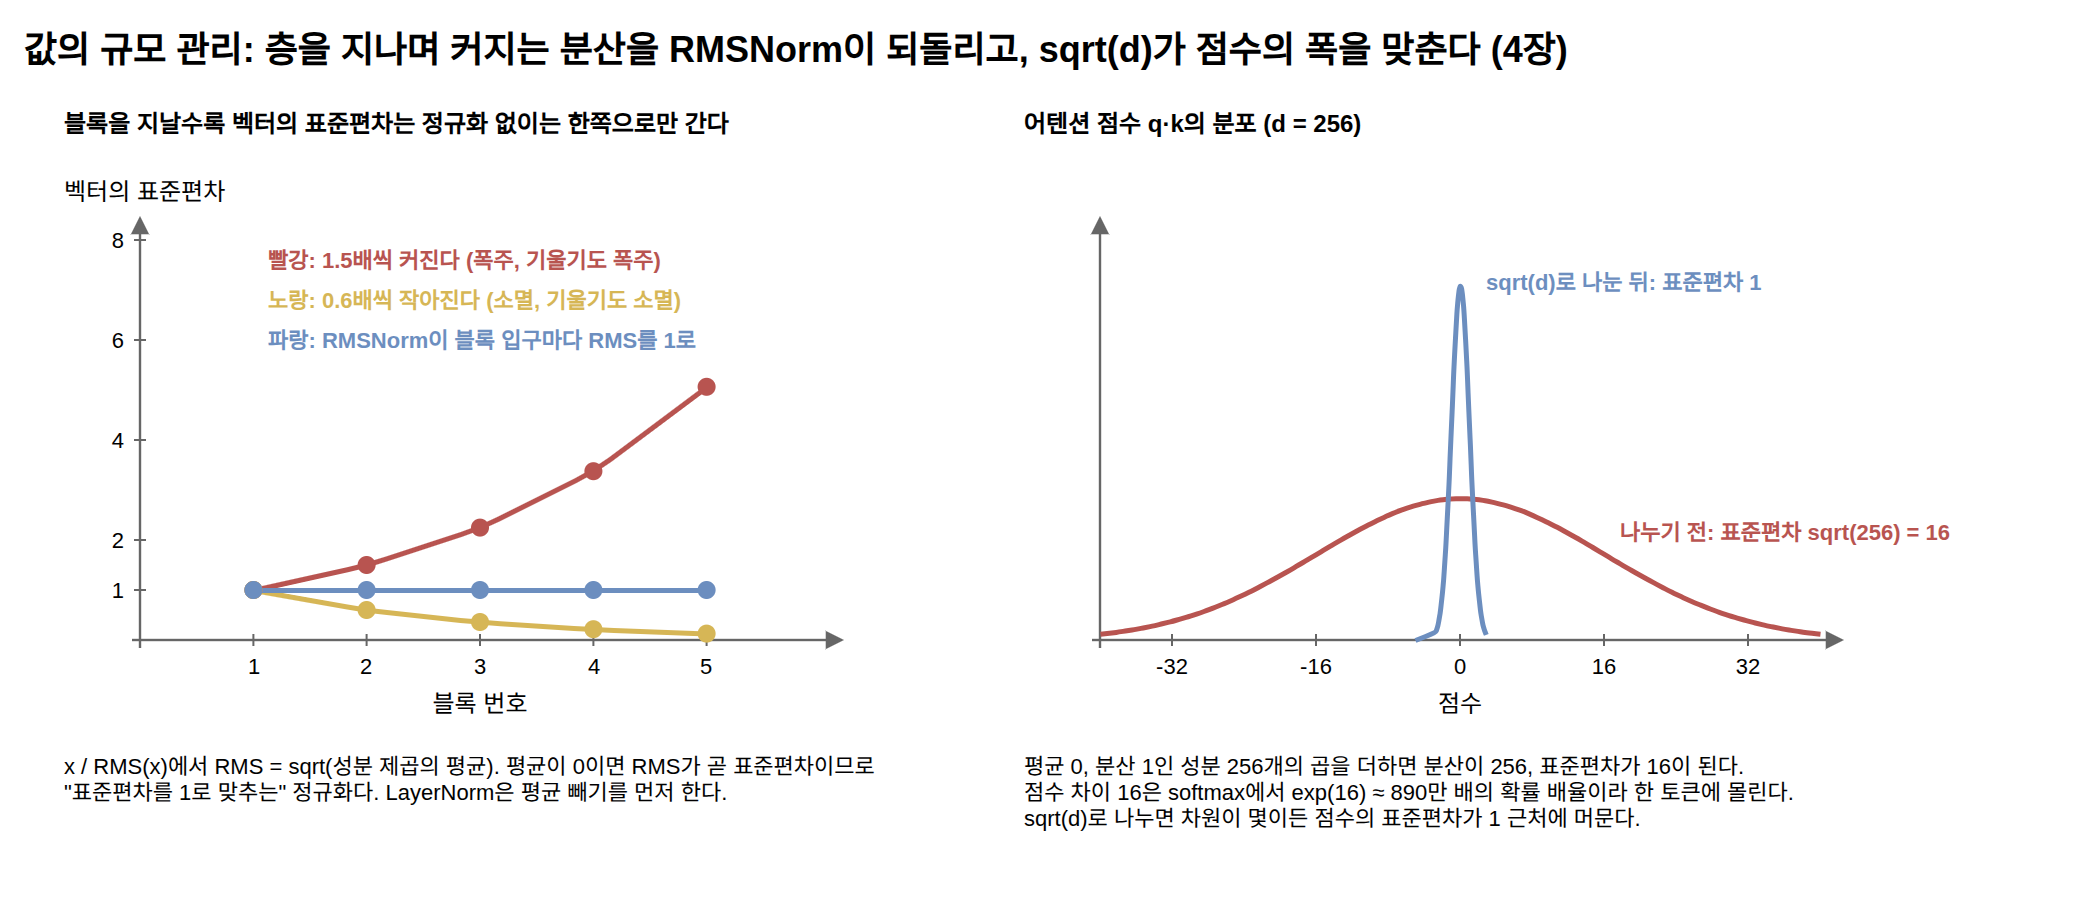 값의 규모 관리: 층을 지나며 커지는 분산을 RMSNorm이 되돌리고, sqrt(d)가 점수의 폭을 맞춘다 (4장)
블록을 지날수록 벡터의 표준편차는 정규화 없이는 한쪽으로만 간다
벡터의 표준편차
8
6
4
2
1
빨강: 1.5배씩 커진다 (폭주, 기울기도 폭주)
노랑: 0.6배씩 작아진다 (소멸, 기울기도 소멸)
파랑: RMSNorm이 블록 입구마다 RMS를 1로
1 2 3 4 5
블록 번호
x / RMS(x)에서 RMS = sqrt(성분 제곱의 평균). 평균이 0이면 RMS가 곧 표준편차이므로
"표준편차를 1로 맞추는" 정규화다. LayerNorm은 평균 빼기를 먼저 한다.
어텐션 점수 q·k의 분포 (d = 256)
sqrt(d)로 나눈 뒤: 표준편차 1
나누기 전: 표준편차 sqrt(256) = 16
-32 -16 0 16 32
점수
평균 0, 분산 1인 성분 256개의 곱을 더하면 분산이 256, 표준편차가 16이 된다.
점수 차이 16은 softmax에서 exp(16) ≈ 890만 배의 확률 배율이라 한 토큰에 몰린다.
sqrt(d)로 나누면 차원이 몇이든 점수의 표준편차가 1 근처에 머문다.